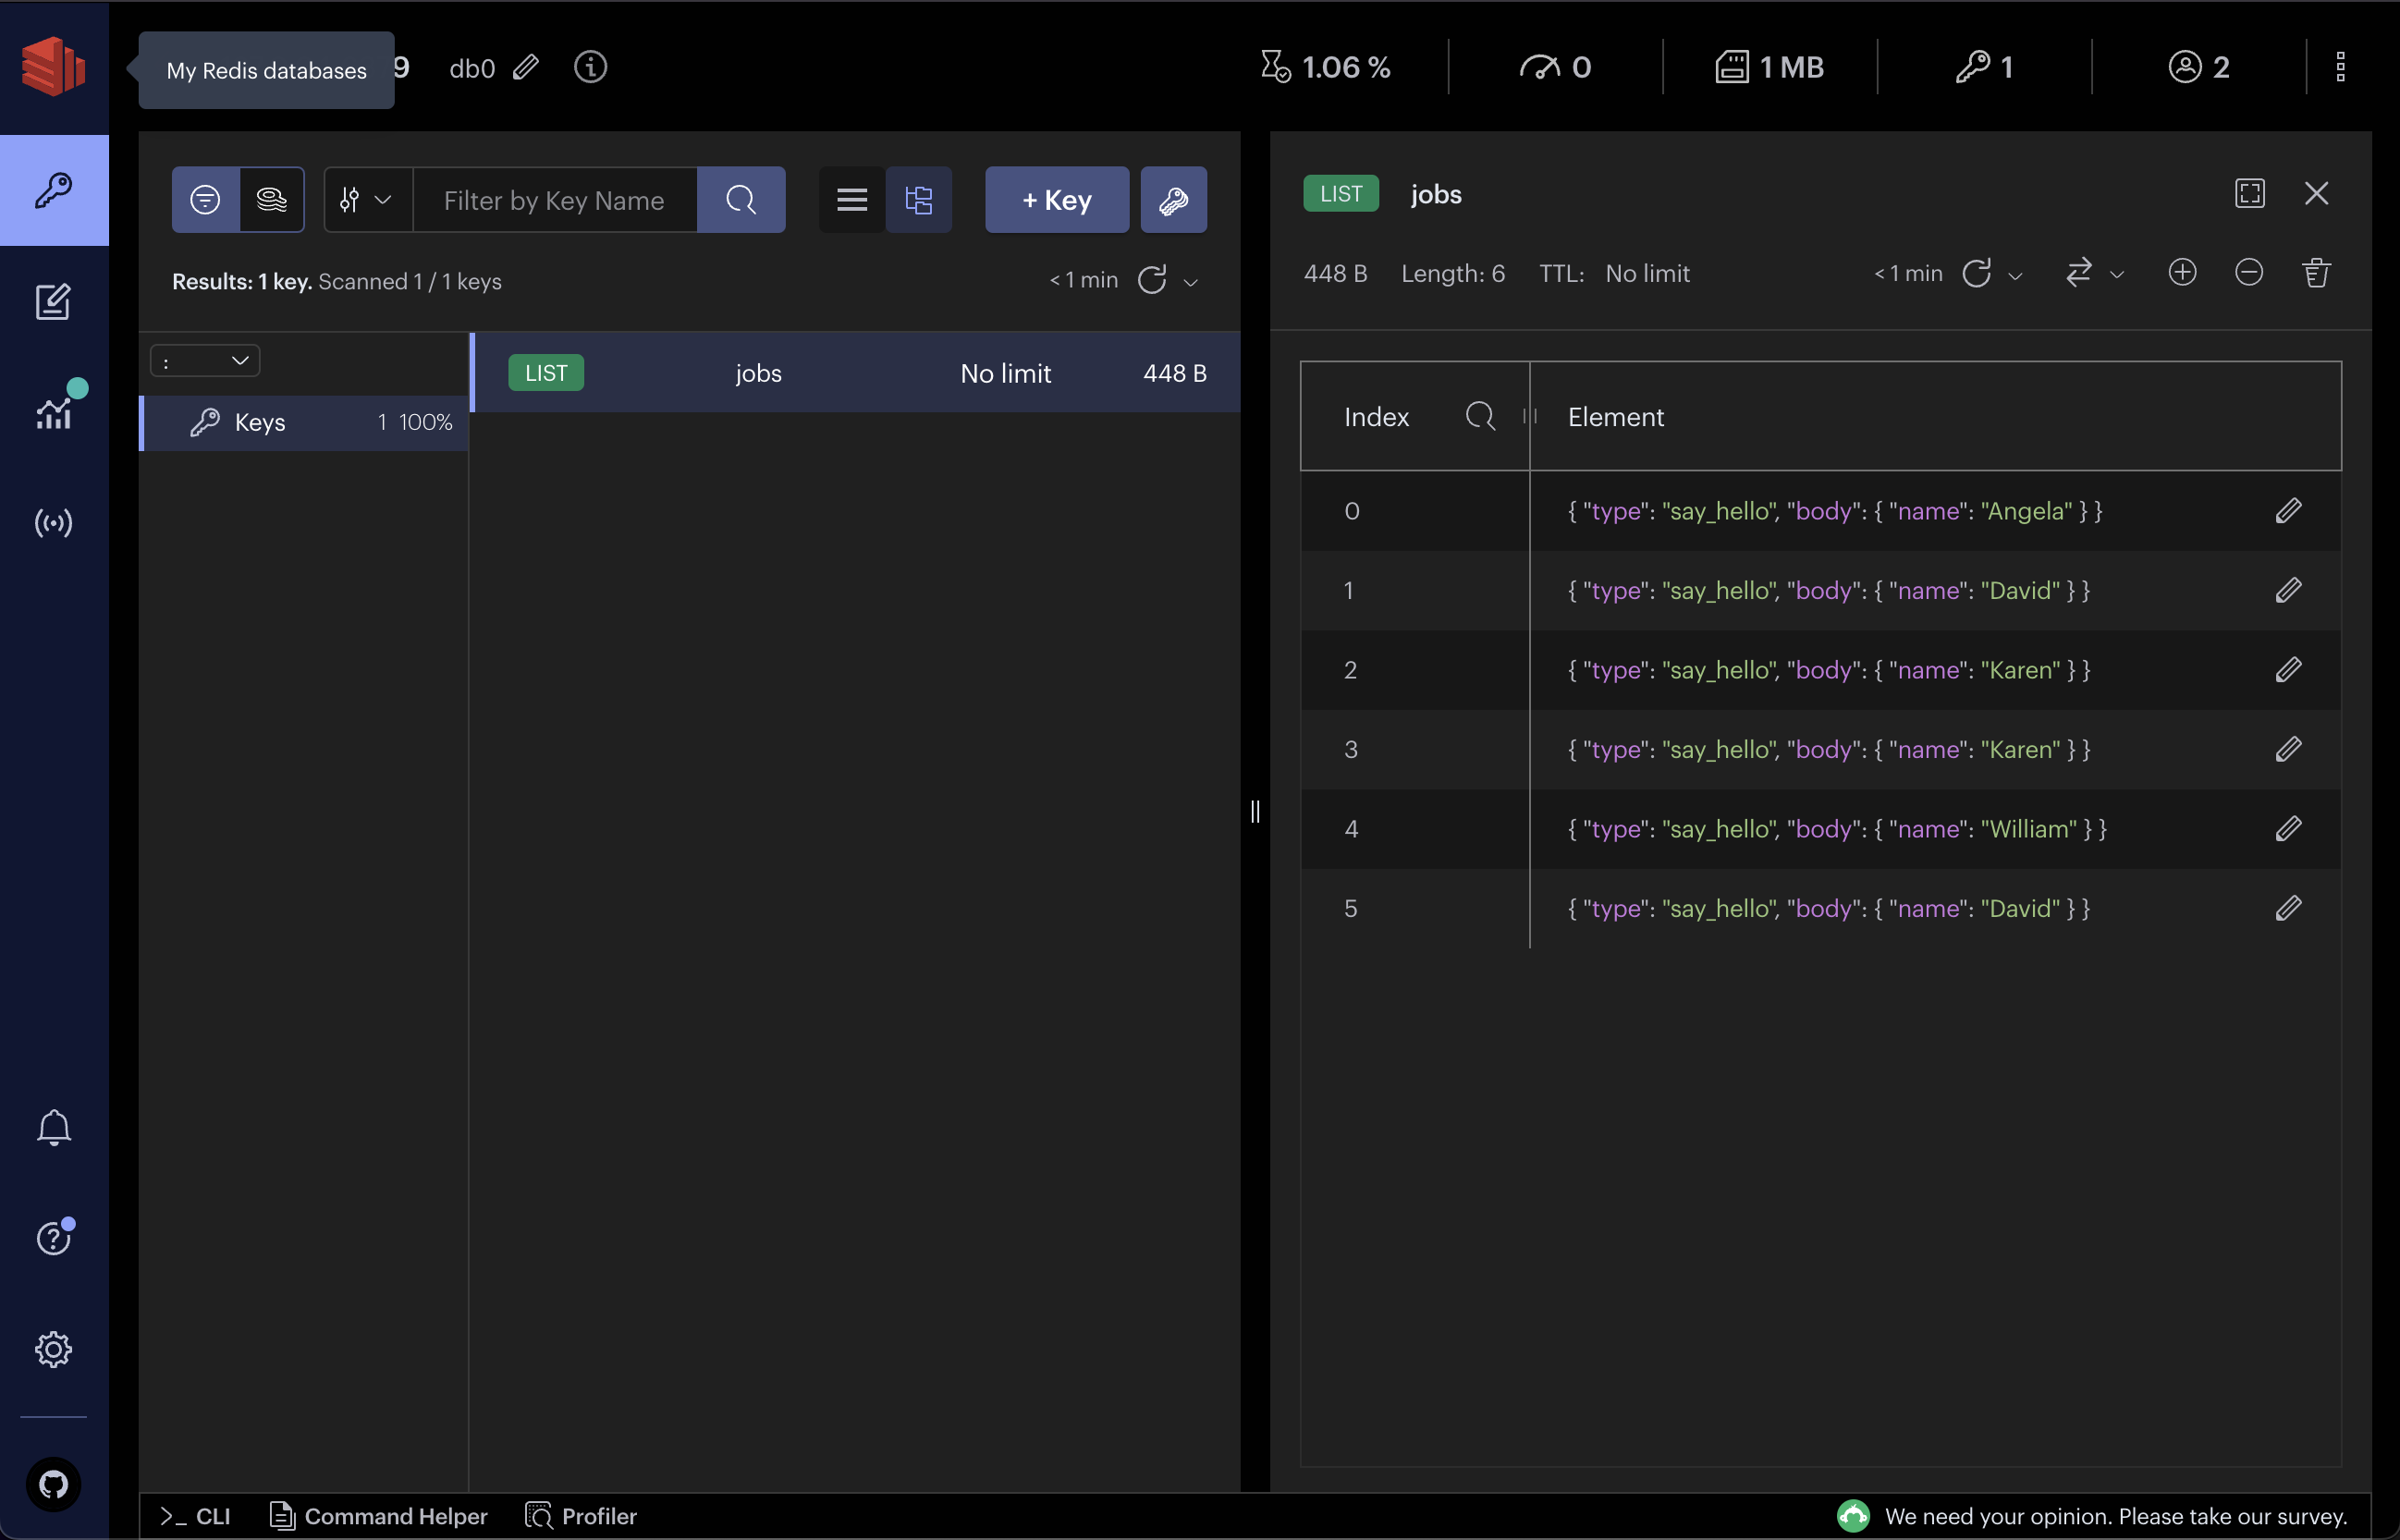 My Redis databases
9
db0
1.06 %
0
1 MB
1
2
Filter by Key Name
+ Key
Results: 1 key. Scanned 1 / 1 keys
< 1 min
:
Keys 1 100%
LIST jobs No limit 448 B
LIST jobs
448 B Length: 6 TTL: No limit
< 1 min
Index Element
0 { "type": "say_hello", "body": { "name": "Angela" } }
1 { "type": "say_hello", "body": { "name": "David" } }
2 { "type": "say_hello", "body": { "name": "Karen" } }
3 { "type": "say_hello", "body": { "name": "Karen" } }
4 { "type": "say_hello", "body": { "name": "William" } }
5 { "type": "say_hello", "body": { "name": "David" } }
>_ CLI
Command Helper
Profiler
We need your opinion. Please take our survey.